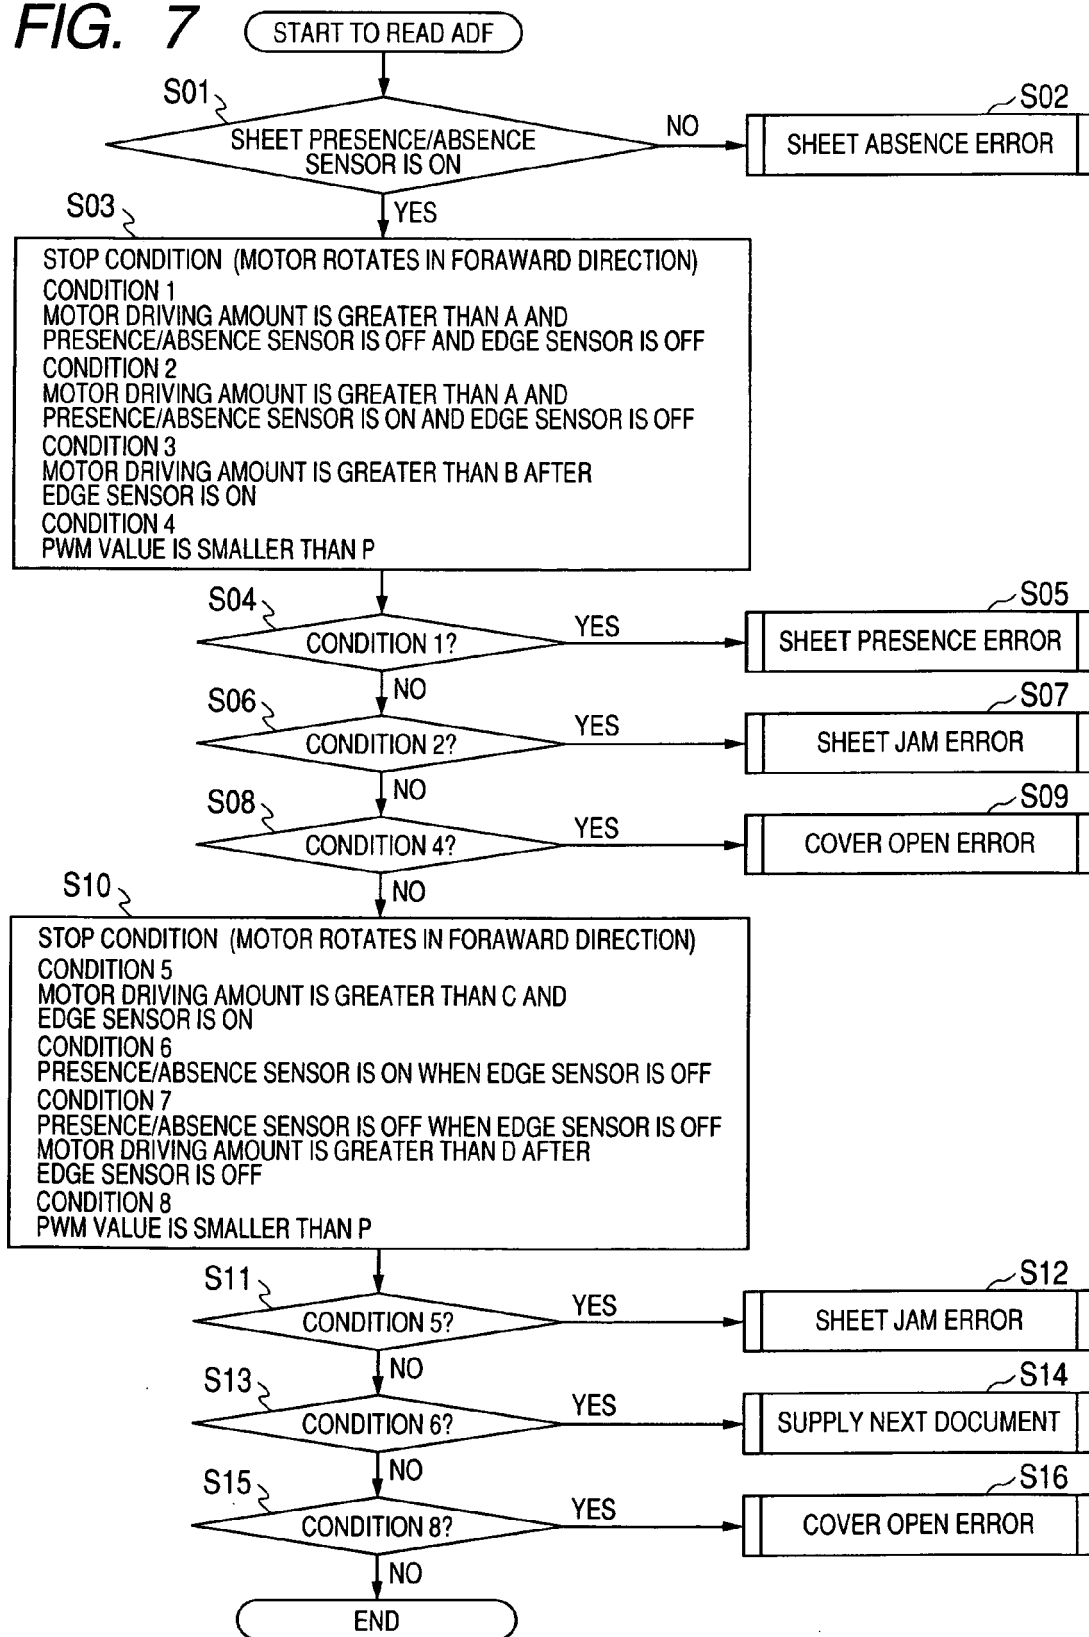 FIG. 7
START TO READ ADF
S01
SHEET PRESENCE/ABSENCE
SENSOR IS ON
NO
S02
SHEET ABSENCE ERROR
YES
S03
STOP CONDITION (MOTOR ROTATES IN FORAWARD DIRECTION)
CONDITION 1
MOTOR DRIVING AMOUNT IS GREATER THAN A AND
PRESENCE/ABSENCE SENSOR IS OFF AND EDGE SENSOR IS OFF
CONDITION 2
MOTOR DRIVING AMOUNT IS GREATER THAN A AND
PRESENCE/ABSENCE SENSOR IS ON AND EDGE SENSOR IS OFF
CONDITION 3
MOTOR DRIVING AMOUNT IS GREATER THAN B AFTER
EDGE SENSOR IS ON
CONDITION 4
PWM VALUE IS SMALLER THAN P
S04
CONDITION 1?
YES
S05
SHEET PRESENCE ERROR
NO
S06
CONDITION 2?
YES
S07
SHEET JAM ERROR
NO
S08
CONDITION 4?
YES
S09
COVER OPEN ERROR
NO
S10
STOP CONDITION (MOTOR ROTATES IN FORAWARD DIRECTION)
CONDITION 5
MOTOR DRIVING AMOUNT IS GREATER THAN C AND
EDGE SENSOR IS ON
CONDITION 6
PRESENCE/ABSENCE SENSOR IS ON WHEN EDGE SENSOR IS OFF
CONDITION 7
PRESENCE/ABSENCE SENSOR IS OFF WHEN EDGE SENSOR IS OFF
MOTOR DRIVING AMOUNT IS GREATER THAN D AFTER
EDGE SENSOR IS OFF
CONDITION 8
PWM VALUE IS SMALLER THAN P
S11
CONDITION 5?
YES
S12
SHEET JAM ERROR
NO
S13
CONDITION 6?
YES
S14
SUPPLY NEXT DOCUMENT
NO
S15
CONDITION 8?
YES
S16
COVER OPEN ERROR
NO
END